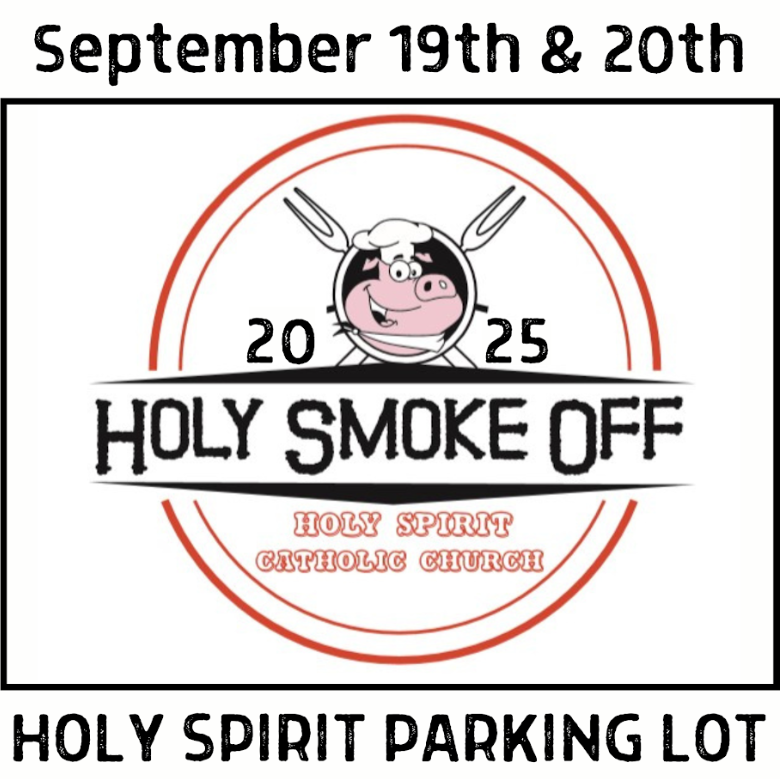 September 19th & 20th
20 25
HOLY SMOKE OFF
HOLY SPIRIT
CATHOLIC CHURCH
HOLY SPIRIT PARKING LOT